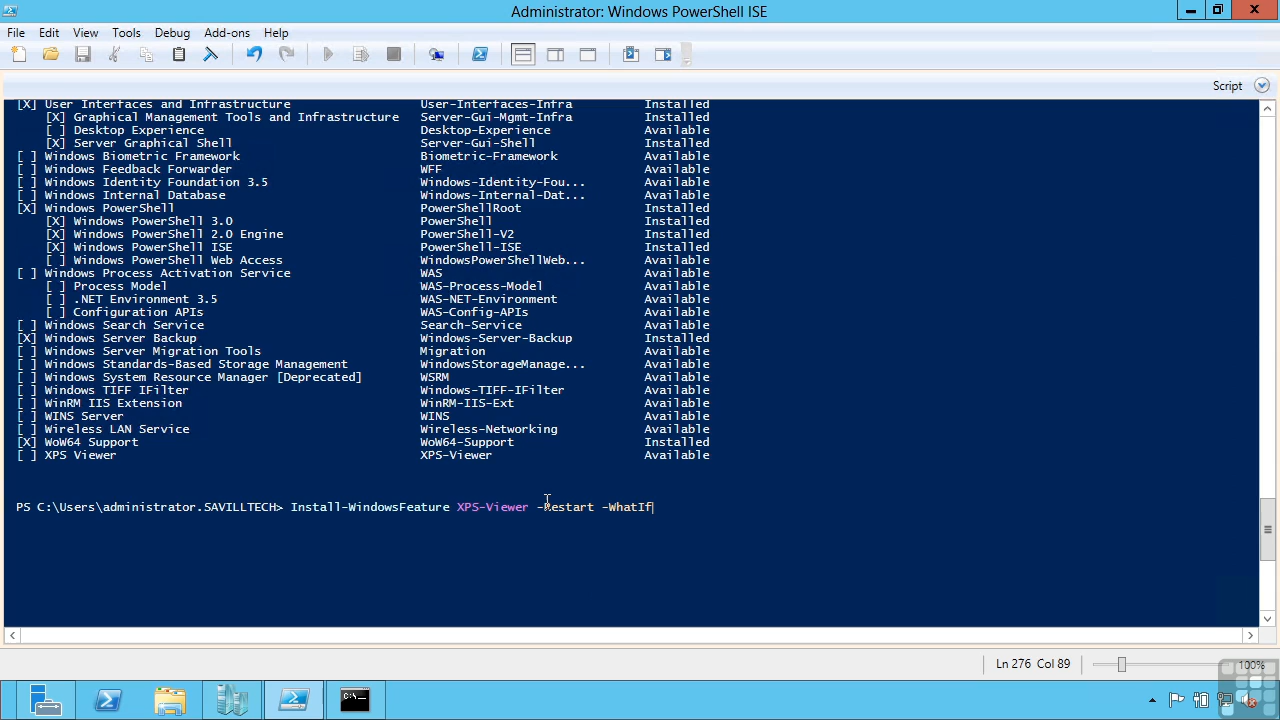 Administrator: Windows PowerShell ISE
File Edit View Tools Debug Add-ons Help
Script
[X] User Interfaces and Infrastructure User-Interfaces-Infra Installed
[X] Graphical Management Tools and Infrastructure Server-Gui-Mgmt-Infra Installed
[ ] Desktop Experience Desktop-Experience Available
[X] Server Graphical Shell Server-Gui-Shell Installed
[ ] Windows Biometric Framework Biometric-Framework Available
[ ] Windows Feedback Forwarder WFF Available
[ ] Windows Identity Foundation 3.5 Windows-Identity-Fou... Available
[ ] Windows Internal Database Windows-Internal-Dat... Available
[X] Windows PowerShell PowerShellRoot Installed
[X] Windows PowerShell 3.0 PowerShell Installed
[X] Windows PowerShell 2.0 Engine PowerShell-V2 Installed
[X] Windows PowerShell ISE PowerShell-ISE Installed
[ ] Windows PowerShell Web Access WindowsPowerShellWeb... Available
[ ] Windows Process Activation Service WAS Available
[ ] Process Model WAS-Process-Model Available
[ ] .NET Environment 3.5 WAS-NET-Environment Available
[ ] Configuration APIs WAS-Config-APIs Available
[ ] Windows Search Service Search-Service Available
[X] Windows Server Backup Windows-Server-Backup Installed
[ ] Windows Server Migration Tools Migration Available
[ ] Windows Standards-Based Storage Management WindowsStorageManage... Available
[ ] Windows System Resource Manager [Deprecated] WSRM Available
[ ] Windows TIFF IFilter Windows-TIFF-IFilter Available
[ ] WinRM IIS Extension WinRM-IIS-Ext Available
[ ] WINS Server WINS Available
[ ] Wireless LAN Service Wireless-Networking Available
[X] WoW64 Support WoW64-Support Installed
[ ] XPS Viewer XPS-Viewer Available
PS C:\Users\administrator.SAVILLTECH> Install-WindowsFeature XPS-Viewer -Restart -WhatIf
Ln 276 Col 89 100%